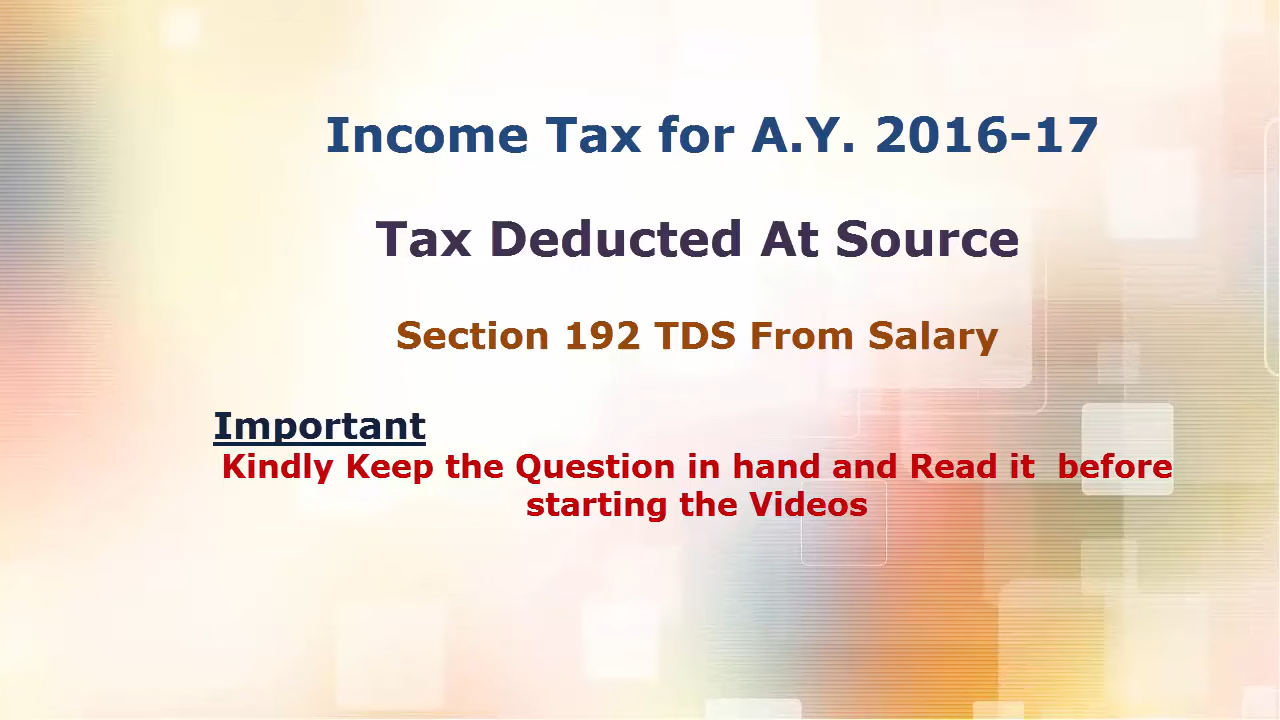 Income Tax for A.Y. 2016-17
Tax Deducted At Source
Section 192 TDS From Salary
Important
Kindly Keep the Question in hand and Read it  before
starting the Videos